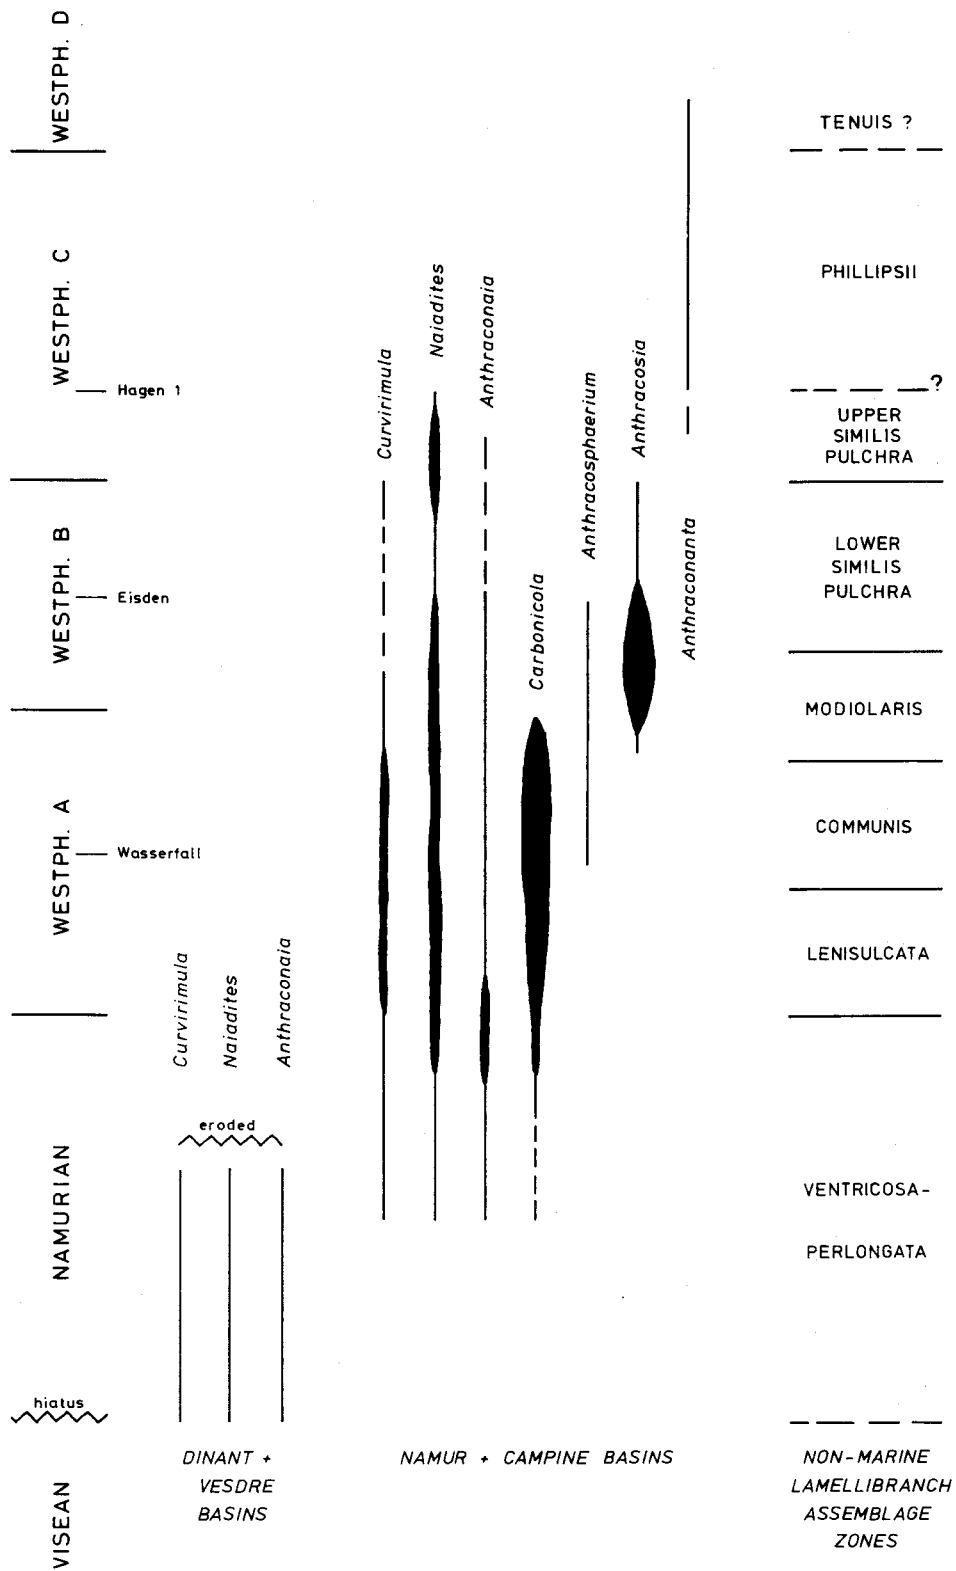 WESTPH. D
WESTPH. C
Hagen 1
WESTPH. B
Eisden
WESTPH. A
Wasserfall
NAMURIAN
hiatus
VISEAN
Curvirimula
Naiadites
Anthraconaia
eroded
DINANT +
VESDRE
BASINS
Curvirimula
Naiadites
Anthraconaia
Carbonicola
Anthracosphaerium
Anthracosia
Anthraconanta
NAMUR + CAMPINE BASINS
TENUIS ?
PHILLIPSII
?
UPPER
SIMILIS
PULCHRA
LOWER
SIMILIS
PULCHRA
MODIOLARIS
COMMUNIS
LENISULCATA
VENTRICOSA-
PERLONGATA
NON-MARINE
LAMELLIBRANCH
ASSEMBLAGE
ZONES